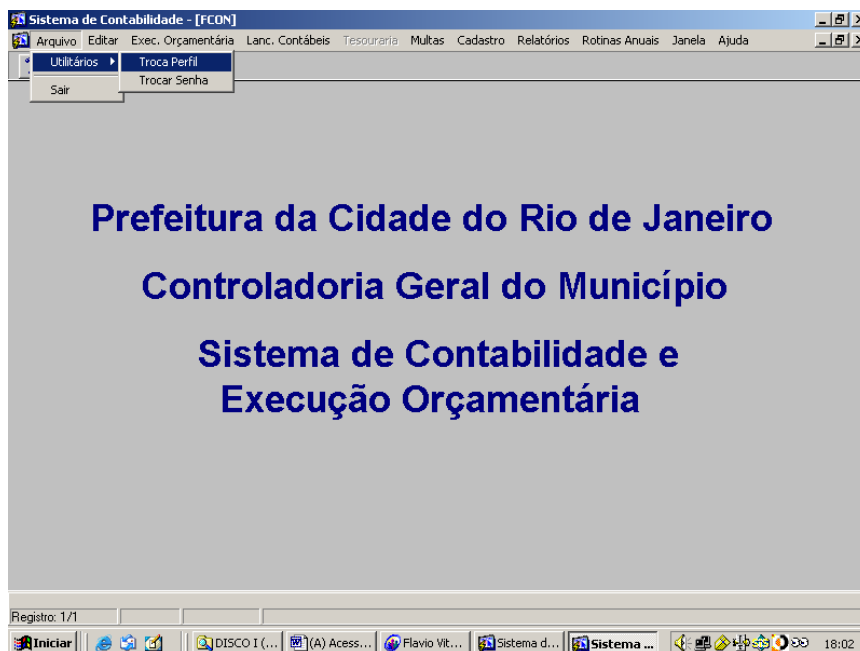 Sistema de Contabilidade - [FCON]
Arquivo Editar Exec. Orçamentária Lanc. Contábeis Tesouraria Multas Cadastro Relatórios Rotinas Anuais Janela Ajuda
Utilitários Troca Perfil
Trocar Senha
Sair
Prefeitura da Cidade do Rio de Janeiro
Controladoria Geral do Município
Sistema de Contabilidade e
Execução Orçamentária
Registro: 1/1
Iniciar DISCO I (... (A) Acess... Flavio Vit... Sistema d... Sistema ... 18:02